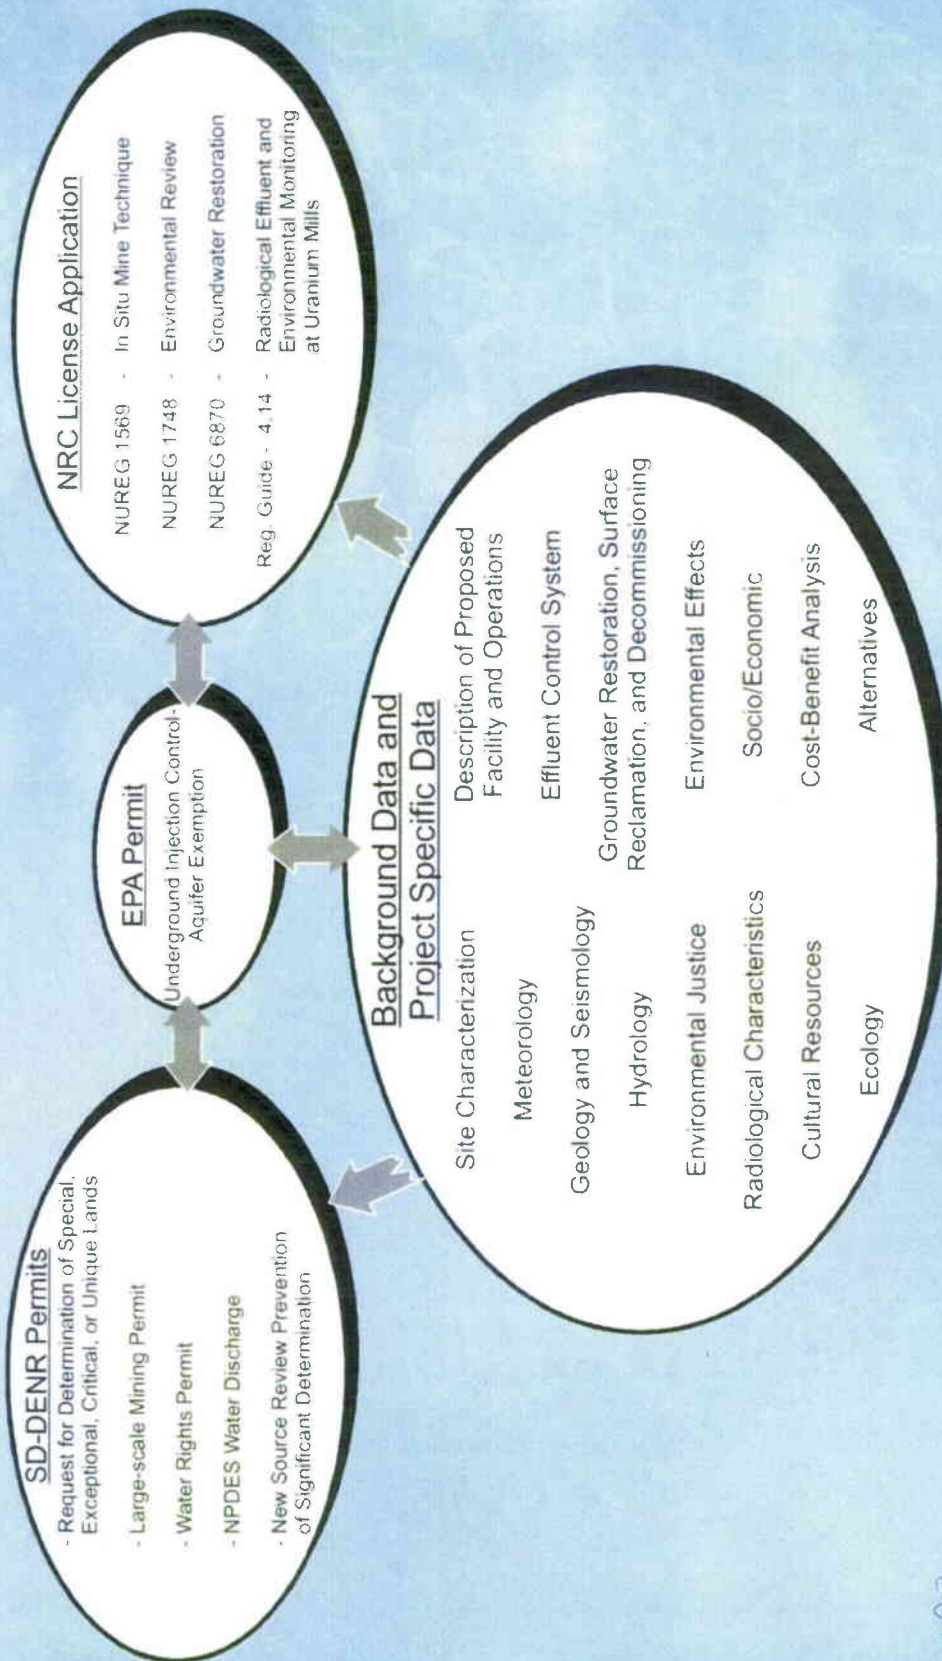 SD-DENR Permits
- Request for Determination of Special,
Exceptional, Critical, or Unique Lands
- Large-scale Mining Permit
- Water Rights Permit
- NPDES Water Discharge
- New Source Review Prevention
of Significant Determination
EPA Permit
Underground Injection Control-
Aquifer Exemption
NRC License Application
NUREG 1569 - In Situ Mine Technique
NUREG 1748 - Environmental Review
NUREG 6870 - Groundwater Restoration
Reg. Guide - 4.14 - Radiological Effluent and
Environmental Monitoring
at Uranium Mills
Background Data and
Project Specific Data
Site Characterization
Meteorology
Geology and Seismology
Hydrology
Environmental Justice
Radiological Characteristics
Cultural Resources
Ecology
Description of Proposed
Facility and Operations
Effluent Control System
Groundwater Restoration, Surface
Reclamation, and Decommissioning
Environmental Effects
Socio/Economic
Cost-Benefit Analysis
Alternatives